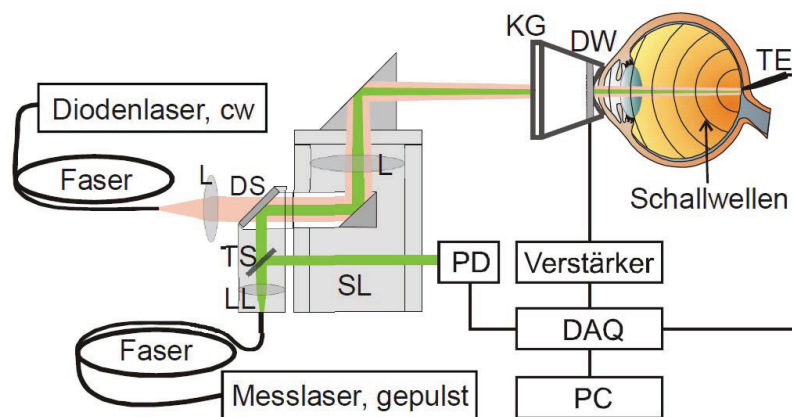 KG
DW
TE
Diodenlaser, cw
Faser
L
DS
L
Schallwellen
TS
PD
Verstärker
SL
LL
DAQ
Faser
Messlaser, gepulst
PC